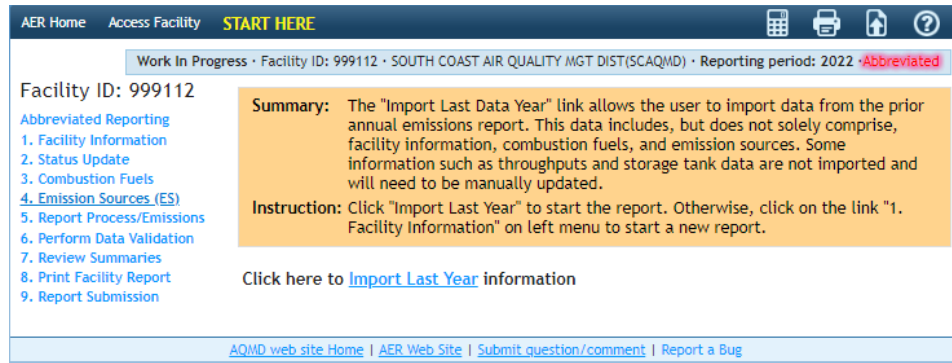 AER Home Access Facility START HERE
Work In Progress · Facility ID: 999112 · SOUTH COAST AIR QUALITY MGT DIST(SCAQMD) · Reporting period: 2022 ·Abbreviated
Facility ID: 999112
Abbreviated Reporting
1. Facility Information
2. Status Update
3. Combustion Fuels
4. Emission Sources (ES)
5. Report Process/Emissions
6. Perform Data Validation
7. Review Summaries
8. Print Facility Report
9. Report Submission
Summary: The "Import Last Data Year" link allows the user to import data from the prior
annual emissions report. This data includes, but does not solely comprise,
facility information, combustion fuels, and emission sources. Some
information such as throughputs and storage tank data are not imported and
will need to be manually updated.
Instruction: Click "Import Last Year" to start the report. Otherwise, click on the link "1.
Facility Information" on left menu to start a new report.
Click here to Import Last Year information
AQMD web site Home | AER Web Site | Submit question/comment | Report a Bug